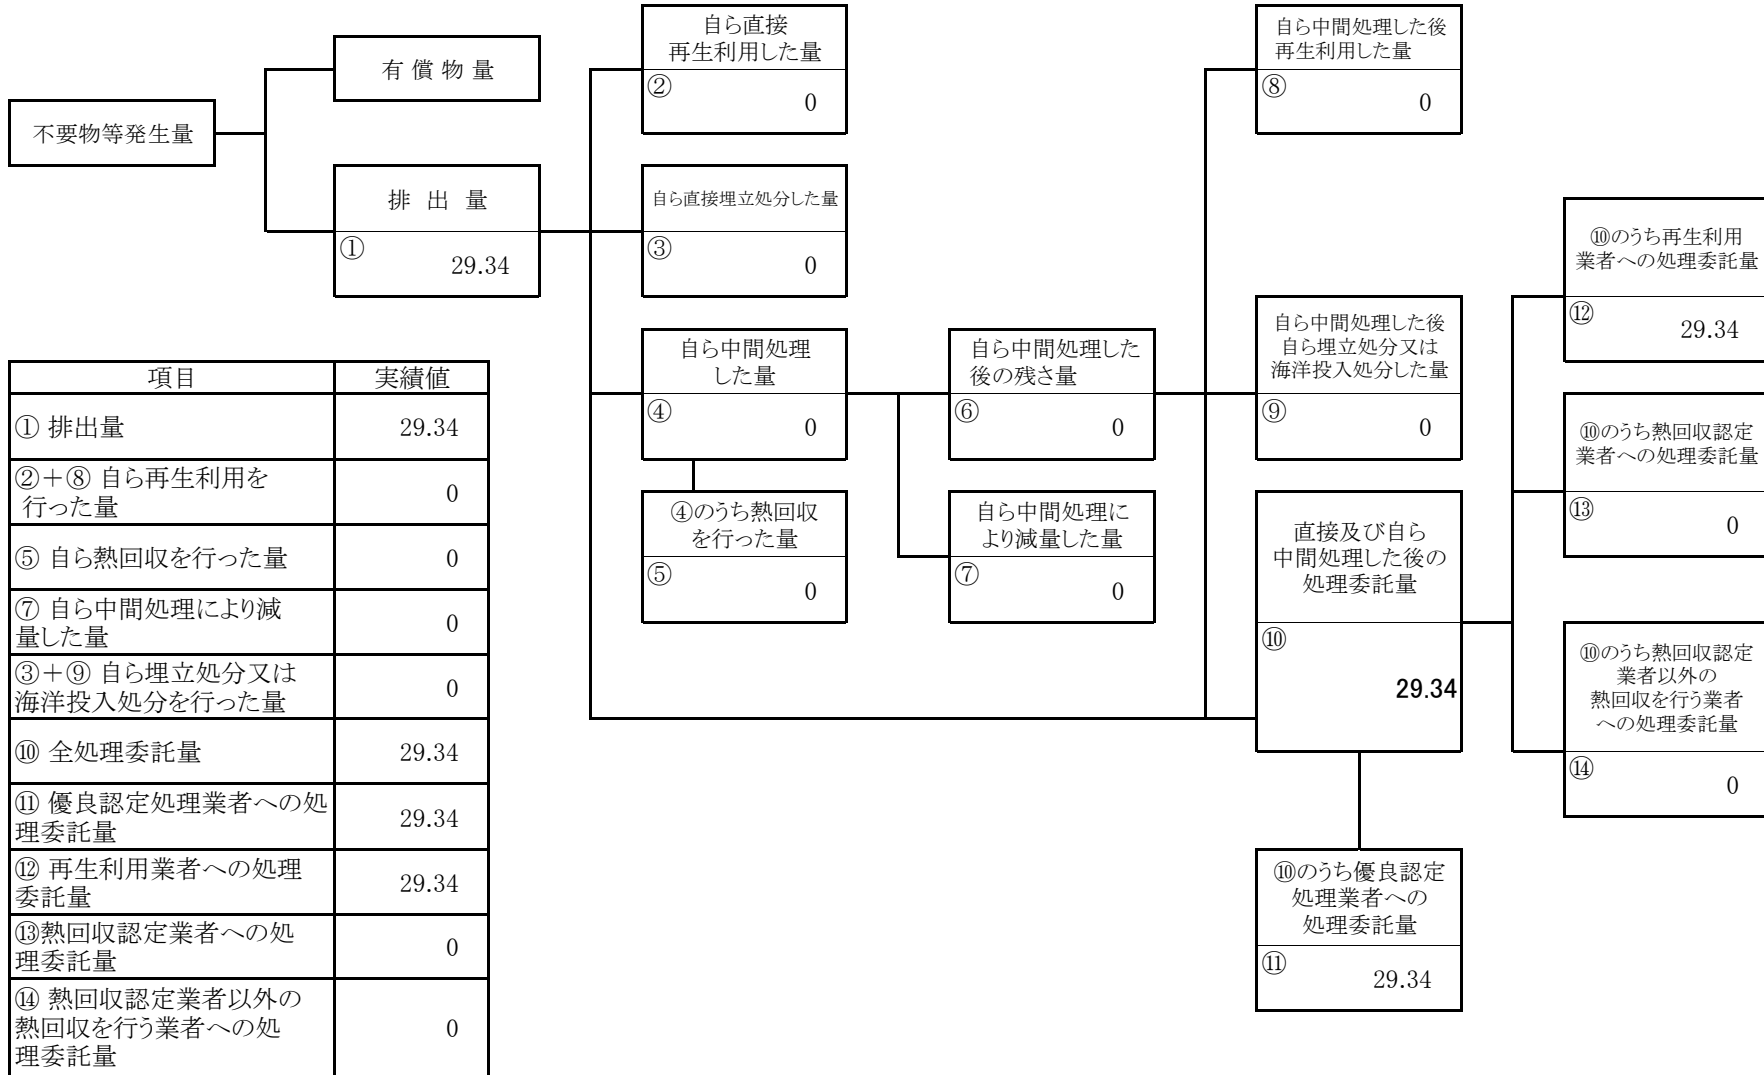 不要物等発生量
有 償 物 量
排 出 量
①
29.34
自ら直接
再生利用した量
②
0
自ら直接埋立処分した量
③
0
自ら中間処理
した量
④
0
④のうち熱回収
を行った量
⑤
0
自ら中間処理した
後の残さ量
⑥
0
自ら中間処理に
より減量した量
⑦
0
自ら中間処理した後
再生利用した量
⑧
0
自ら中間処理した後
自ら埋立処分又は
海洋投入処分した量
⑨
0
直接及び自ら
中間処理した後の
処理委託量
⑩
29.34
⑩のうち優良認定
処理業者への
処理委託量
⑪
29.34
⑩のうち再生利用
業者への処理委託量
⑫
29.34
⑩のうち熱回収認定
業者への処理委託量
⑬
0
⑩のうち熱回収認定
業者以外の
熱回収を行う業者
への処理委託量
⑭
0
項目 実績値
① 排出量 29.34
②＋⑧ 自ら再生利用を
行った量
0
⑤ 自ら熱回収を行った量 0
⑦ 自ら中間処理により減
量した量
0
③＋⑨ 自ら埋立処分又は
海洋投入処分を行った量
0
⑩ 全処理委託量 29.34
⑪ 優良認定処理業者への処
理委託量
29.34
⑫ 再生利用業者への処理
委託量
29.34
⑬熱回収認定業者への処
理委託量
0
⑭ 熱回収認定業者以外の
熱回収を行う業者への処
理委託量
0